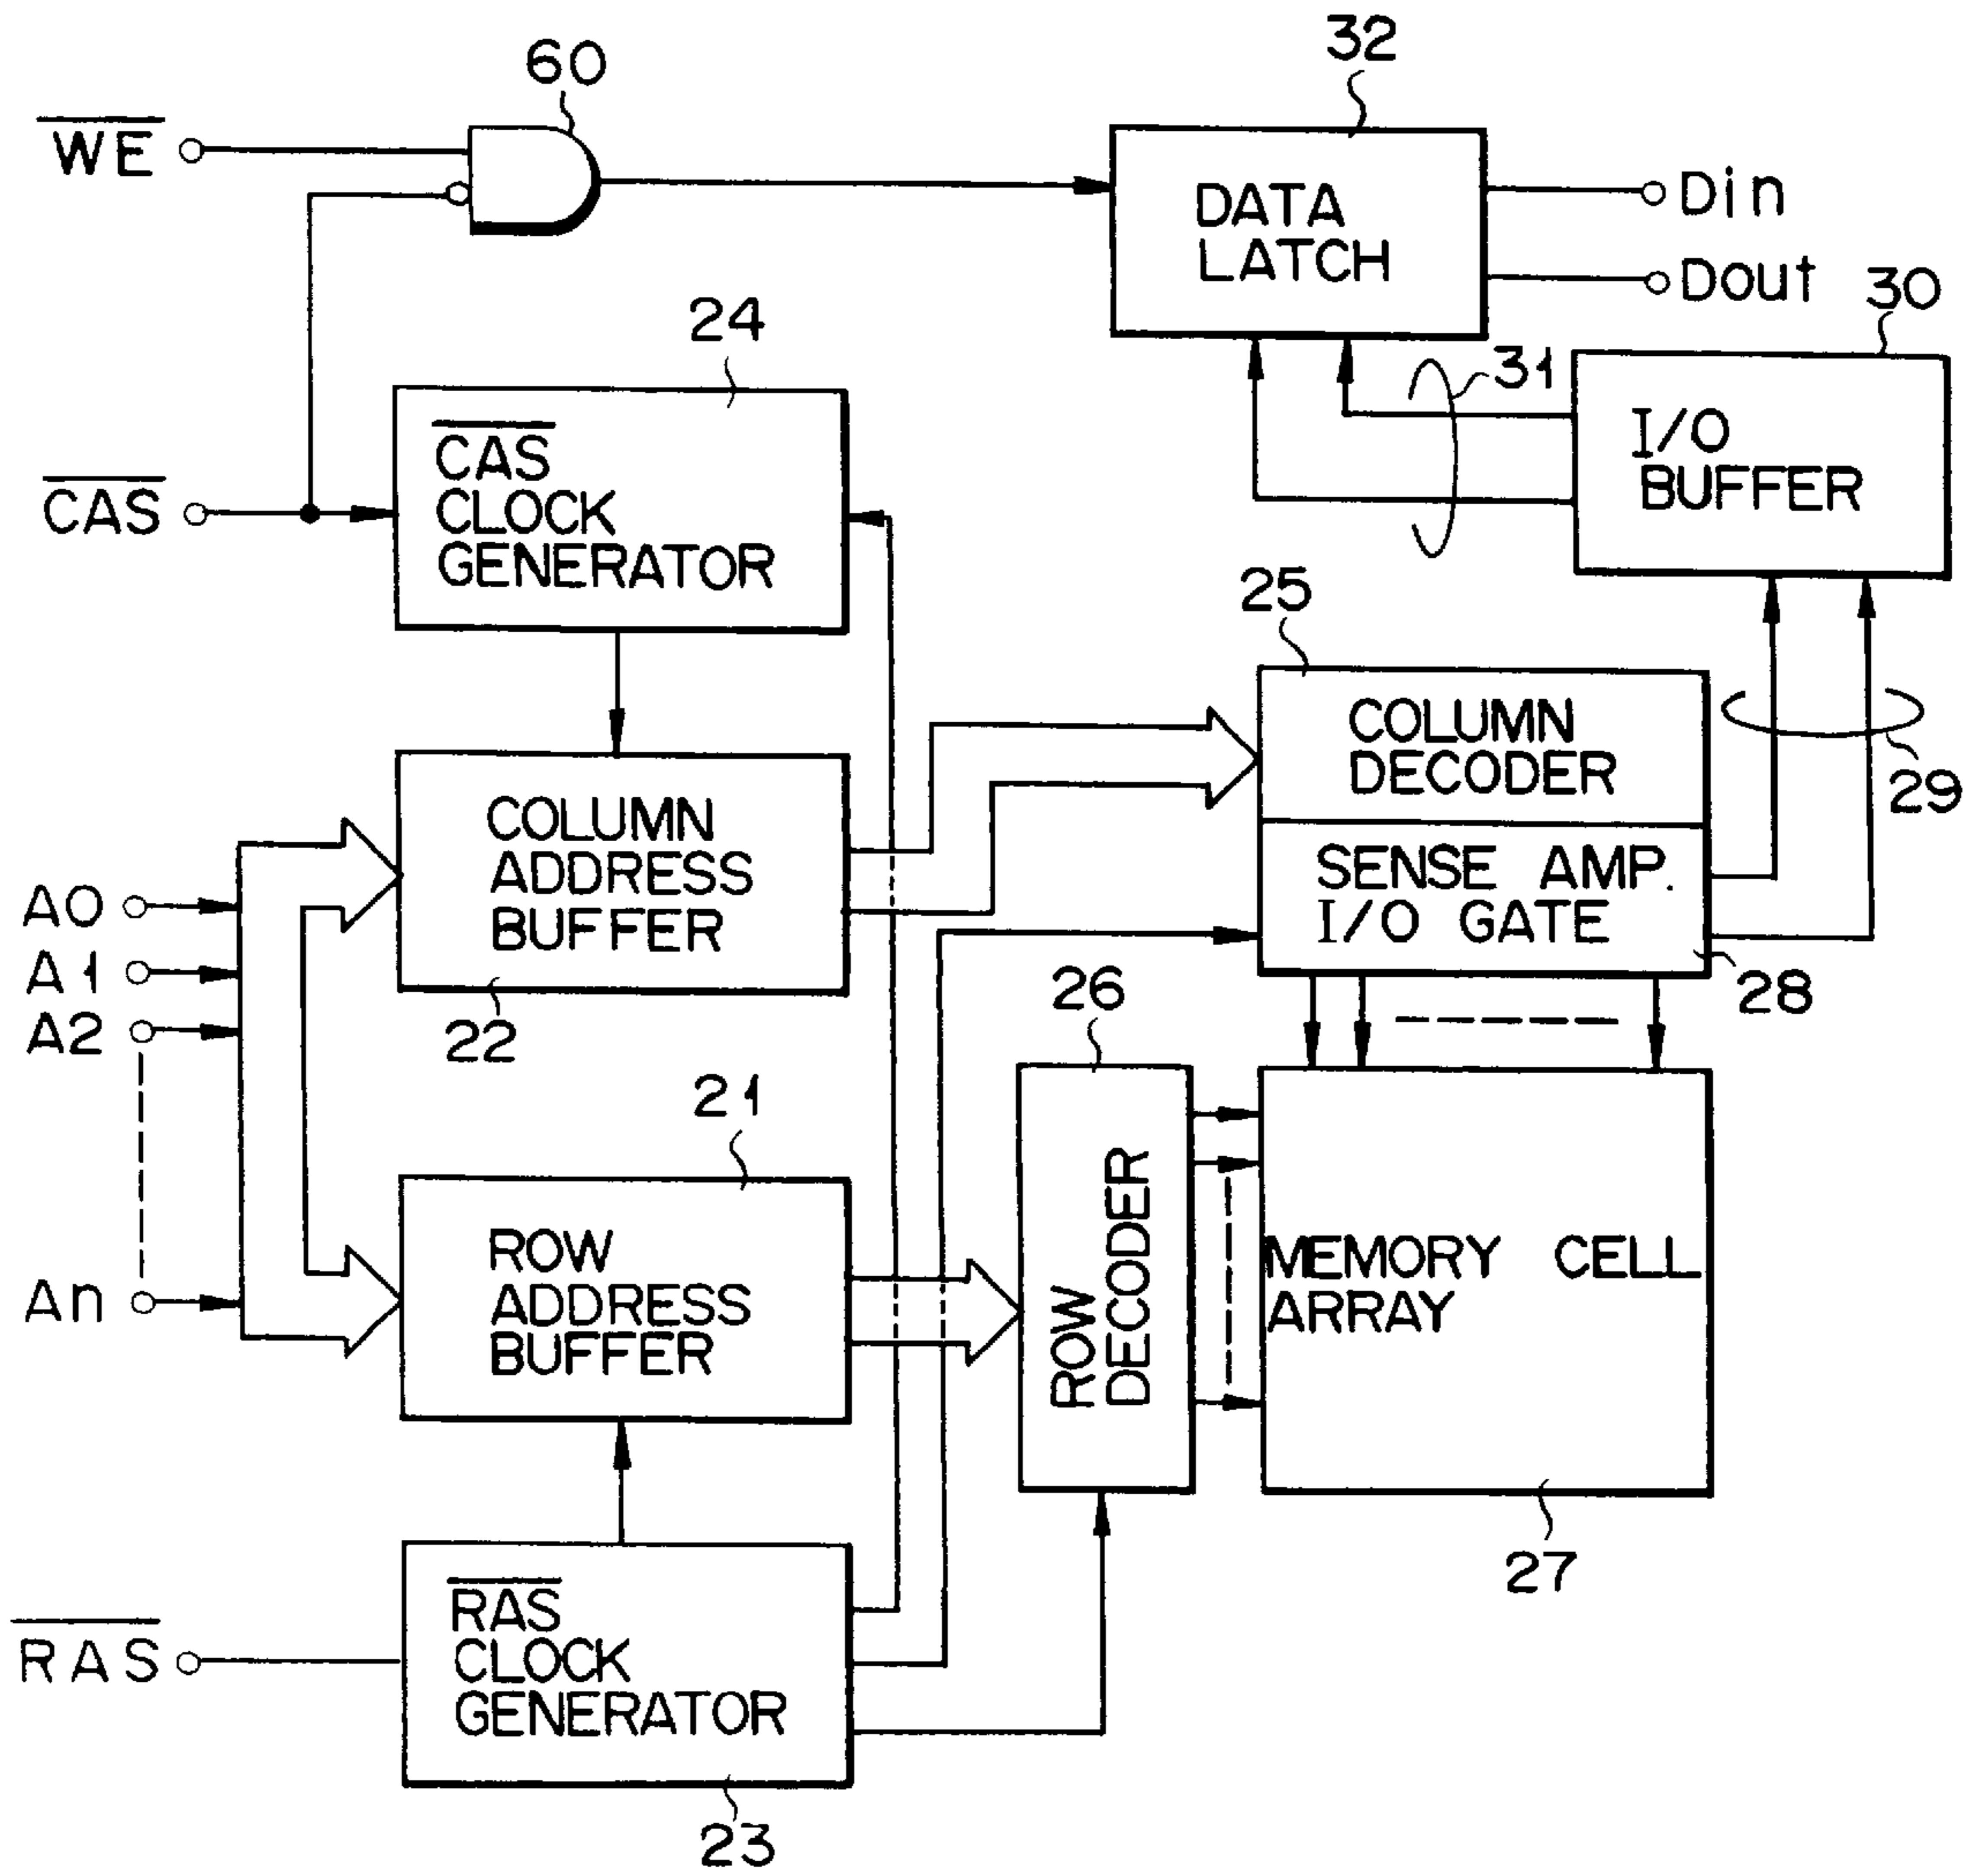 60
32
WE
DATA
LATCH
Din
Dout
30
24
31
I/O
BUFFER
CAS
CAS
CLOCK
GENERATOR
25
COLUMN
DECODER
29
COLUMN
ADDRESS
BUFFER
SENSE AMP.
I/O GATE
A0
A1
A2
An
22
26
28
21
ROW
ADDRESS
BUFFER
ROW
DECODER
MEMORY CELL
ARRAY
27
RAS
RAS
CLOCK
GENERATOR
23